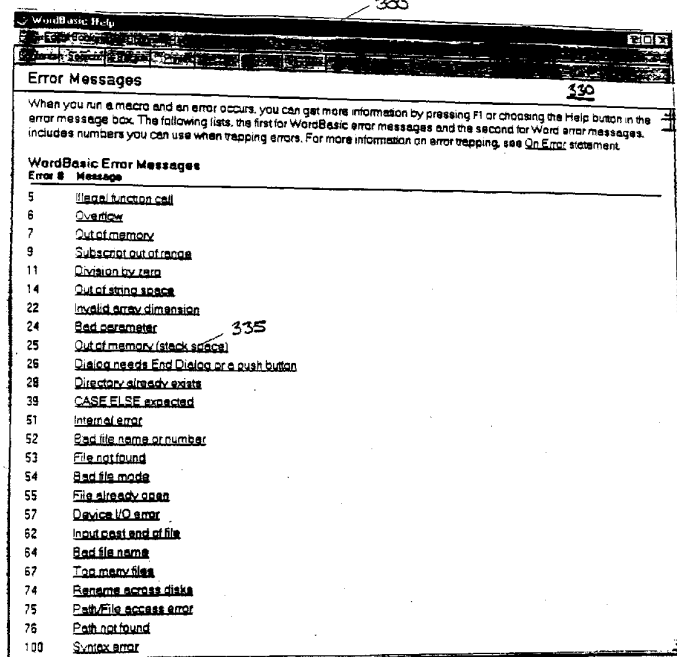 300
WordBasic Help
Error Messages
330
When you run a macro and an error occurs, you can get more information by pressing F1 or choosing the Help button in the
error message box. The following lists, the first for WordBasic error messages and the second for Word error messages,
includes numbers you can use when trapping errors. For more information on error trapping, see On Error statement.
WordBasic Error Messages
Error # Message
5 Illegal function call
6 Overflow
7 Out of memory
9 Subscript out of range
11 Division by zero
14 Out of string space
22 Invalid array dimension
24 Bad parameter
335
25 Out of memory (stack space)
26 Dialog needs End Dialog or a push button
28 Directory already exists
39 CASE ELSE expected
51 Internal error
52 Bad file name or number
53 File not found
54 Bad file mode
55 File already open
57 Device I/O error
62 Input past end of file
64 Bad file name
67 Too many files
74 Rename across disks
75 Path/File access error
76 Path not found
100 Syntax error